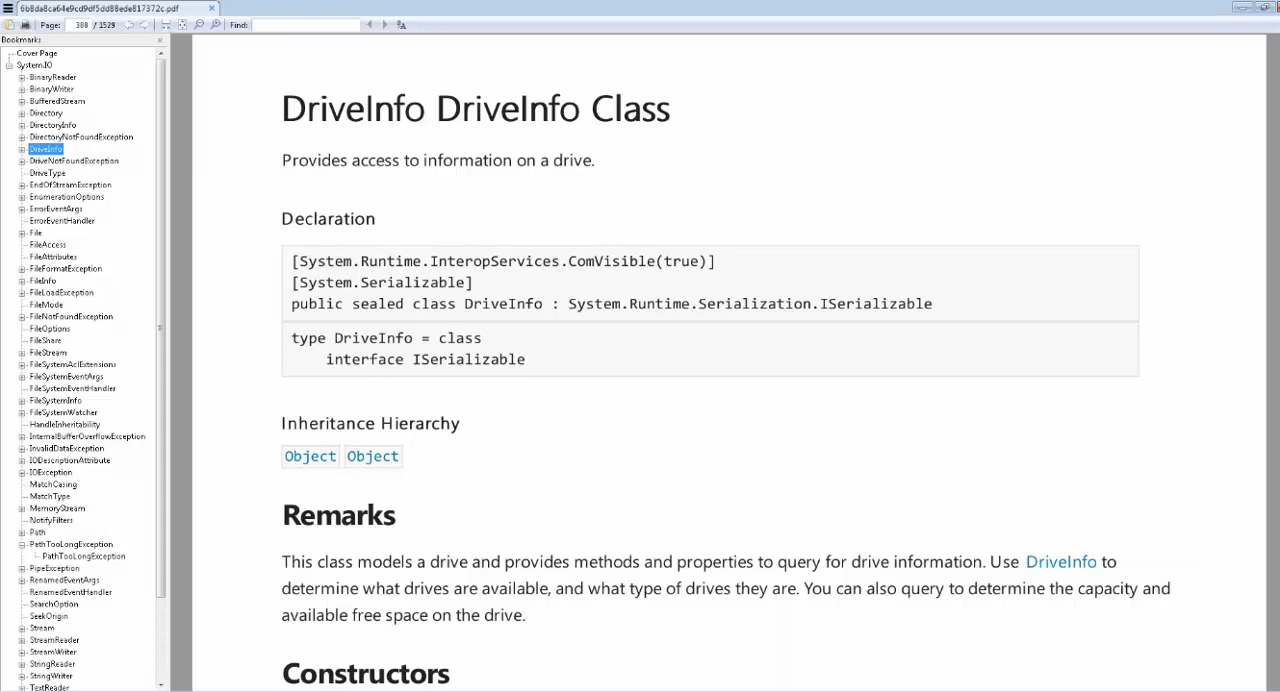 6b8da8ca64e9cd9df5dd88ede817372c.pdf
Page: 388 / 1529 Find:
Bookmarks
Cover Page
System.IO
BinaryReader
BinaryWriter
BufferedStream
Directory
DirectoryInfo
DirectoryNotFoundException
DriveInfo
DriveNotFoundException
DriveType
EndOfStreamException
EnumerationOptions
ErrorEventArgs
ErrorEventHandler
File
FileAccess
FileAttributes
FileFormatException
FileInfo
FileLoadException
FileMode
FileNotFoundException
FileOptions
FileShare
FileStream
FileSystemAclExtensions
FileSystemEventArgs
FileSystemEventHandler
FileSystemInfo
FileSystemWatcher
HandleInheritability
InternalBufferOverflowException
InvalidDataException
IODescriptionAttribute
IOException
MatchCasing
MatchType
MemoryStream
NotifyFilters
Path
PathTooLongException
PathTooLongException
PipeException
RenamedEventArgs
RenamedEventHandler
SearchOption
SeekOrigin
Stream
StreamReader
StreamWriter
StringReader
StringWriter
TextReader
DriveInfo DriveInfo Class
Provides access to information on a drive.
Declaration
[System.Runtime.InteropServices.ComVisible(true)]
[System.Serializable]
public sealed class DriveInfo : System.Runtime.Serialization.ISerializable
type DriveInfo = class
interface ISerializable
Inheritance Hierarchy
Object Object
Remarks
This class models a drive and provides methods and properties to query for drive information. Use DriveInfo to
determine what drives are available, and what type of drives they are. You can also query to determine the capacity and
available free space on the drive.
Constructors